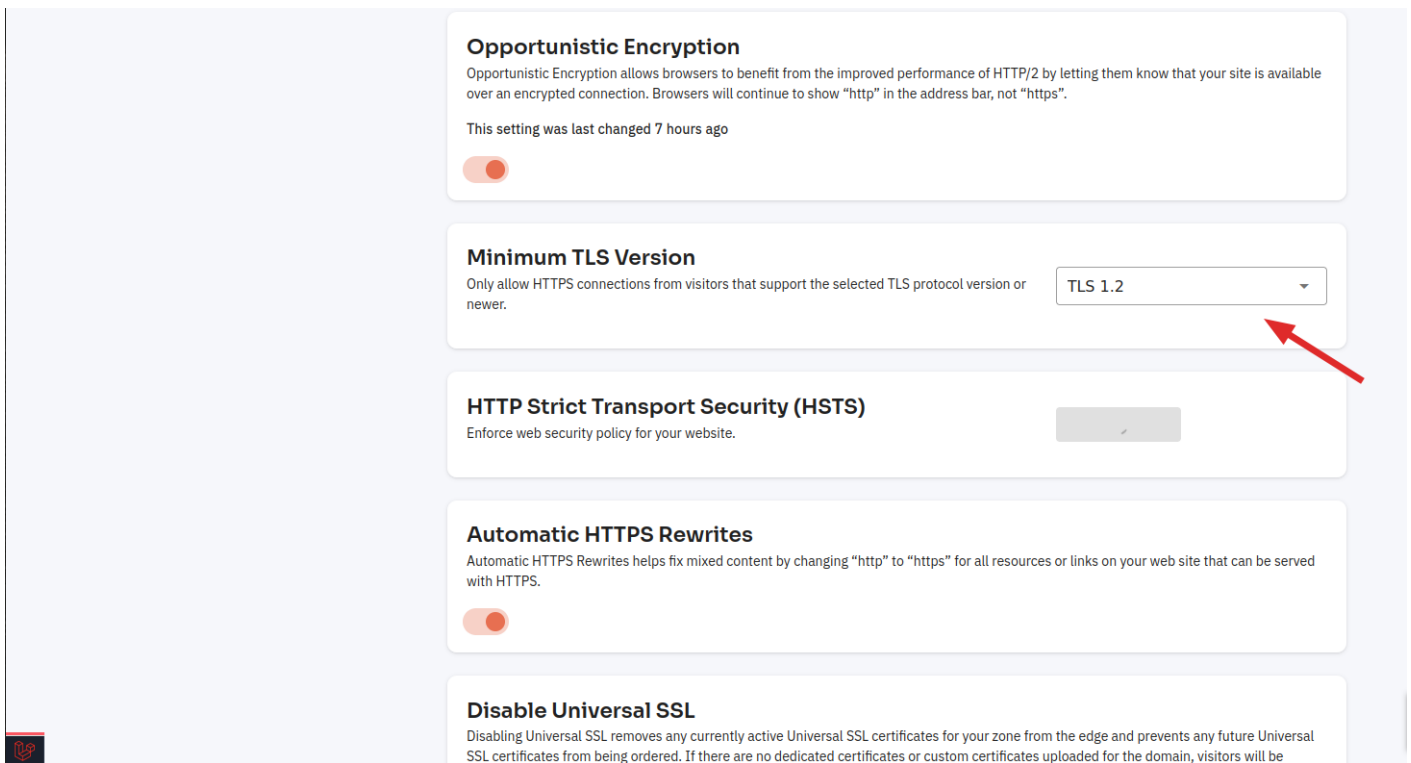 Opportunistic Encryption
Opportunistic Encryption allows browsers to benefit from the improved performance of HTTP/2 by letting them know that your site is available
over an encrypted connection. Browsers will continue to show “http” in the address bar, not “https”.
This setting was last changed 7 hours ago
Minimum TLS Version
Only allow HTTPS connections from visitors that support the selected TLS protocol version or
newer.
TLS 1.2
HTTP Strict Transport Security (HSTS)
Enforce web security policy for your website.
Automatic HTTPS Rewrites
Automatic HTTPS Rewrites helps fix mixed content by changing “http” to “https” for all resources or links on your web site that can be served
with HTTPS.
Disable Universal SSL
Disabling Universal SSL removes any currently active Universal SSL certificates for your zone from the edge and prevents any future Universal
SSL certificates from being ordered. If there are no dedicated certificates or custom certificates uploaded for the domain, visitors will be